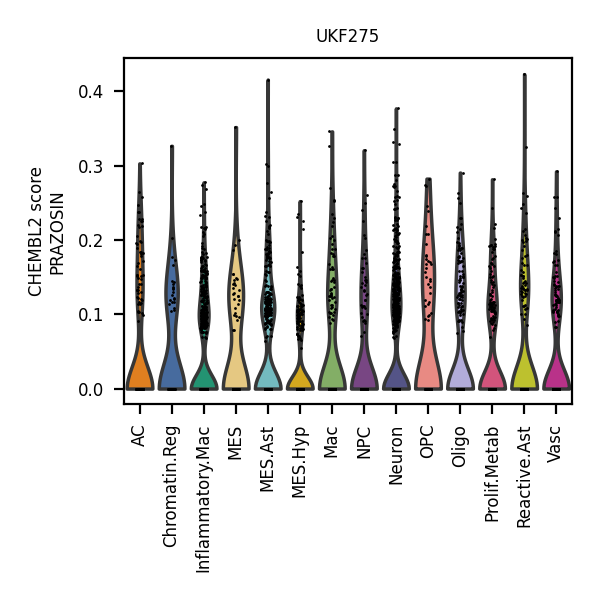 UKF275
CHEMBL2 score
PRAZOSIN
0.4
0.3
0.2
0.1
0.0
AC
Chromatin.Reg
Inflammatory.Mac
MES
MES.Ast
MES.Hyp
Mac
NPC
Neuron
OPC
Oligo
Prolif.Metab
Reactive.Ast
Vasc